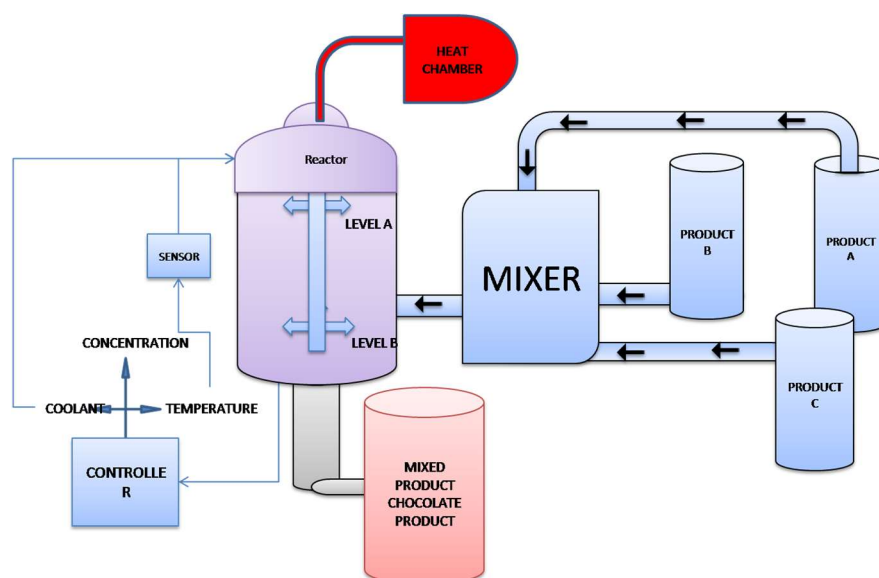 HEAT
CHAMBER
Reactor
LEVEL A
LEVEL B
SENSOR
CONCENTRATION
COOLANT
TEMPERATURE
CONTROLLE
R
MIXER
PRODUCT
B
PRODUCT
A
PRODUCT
C
MIXED
PRODUCT
CHOCOLATE
PRODUCT